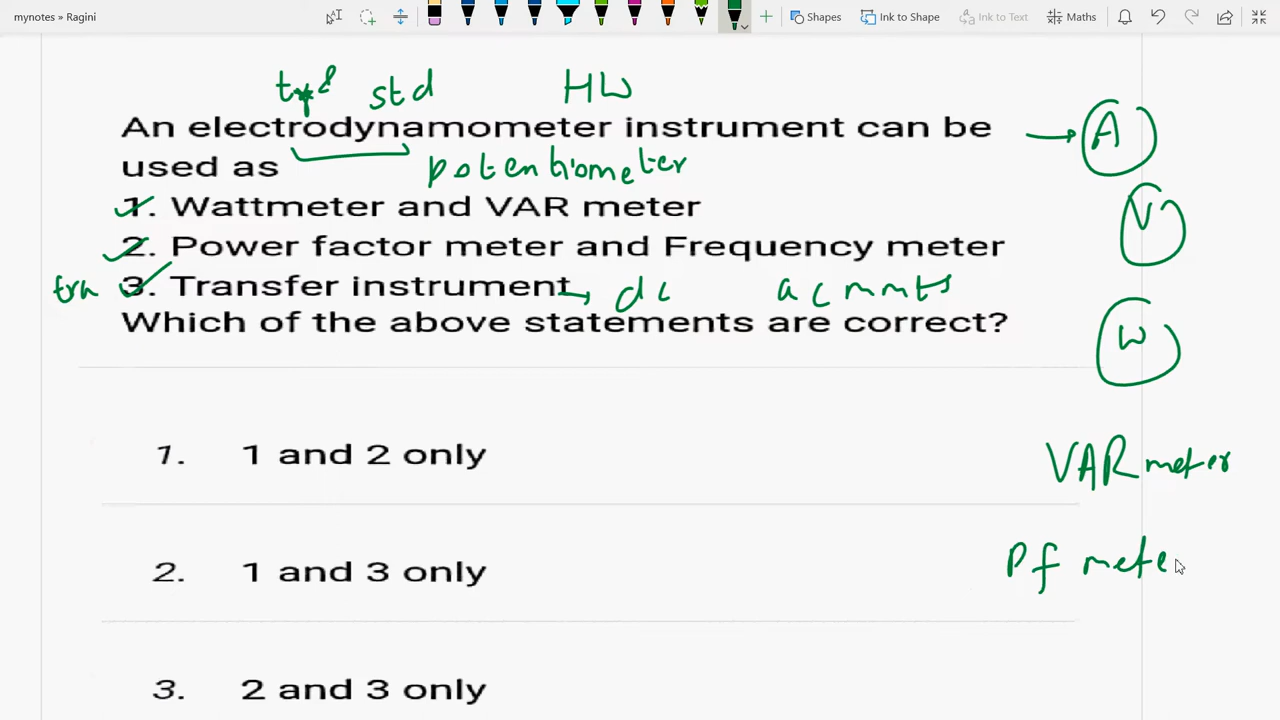 mynotes » Ragini
Shapes Ink to Shape Ink to Text Maths
std HW
An electrodynamometer instrument can be
used as potentiometer
1. Wattmeter and VAR meter
2. Power factor meter and Frequency meter
tra 3. Transfer instrument → dc ac mmts
Which of the above statements are correct?
→ A
V
W
1. 1 and 2 only
VAR meter
2. 1 and 3 only
Pf mete
3. 2 and 3 only